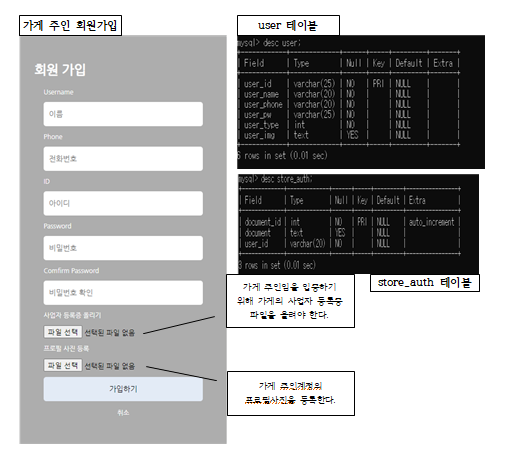 가게 주인 회원가입
회원 가입
Username
이름
Phone
전화번호
ID
아이디
Password
비밀번호
Comfirm Password
비밀번호 확인
사업자 등록증 올리기
파일 선택 선택된 파일 없음
프로필 사진 등록
파일 선택 선택된 파일 없음
가입하기
취소
user 테이블
mysql> desc user;
| Field | Type | Null | Key | Default | Extra |
| user_id | varchar(25) | NO | PRI | NULL | |
| user_name | varchar(20) | NO | | NULL | |
| user_phone | varchar(20) | NO | | NULL | |
| user_pw | varchar(25) | NO | | NULL | |
| user_type | int | NO | | NULL | |
| user_img | text | YES | | NULL | |
6 rows in set (0.01 sec)
mysql> desc store_auth;
| Field | Type | Null | Key | Default | Extra |
| document_id | int | NO | PRI | NULL | auto_increment |
| document | text | YES | | NULL | |
| user_id | varchar(20) | NO | | NULL | |
3 rows in set (0.01 sec)
store_auth 테이블
가게 주인임을 입증하기
위해 가게의 사업자 등록증
파일을 올려야 한다.
가게 주인계정의
프로필사진을 등록한다.